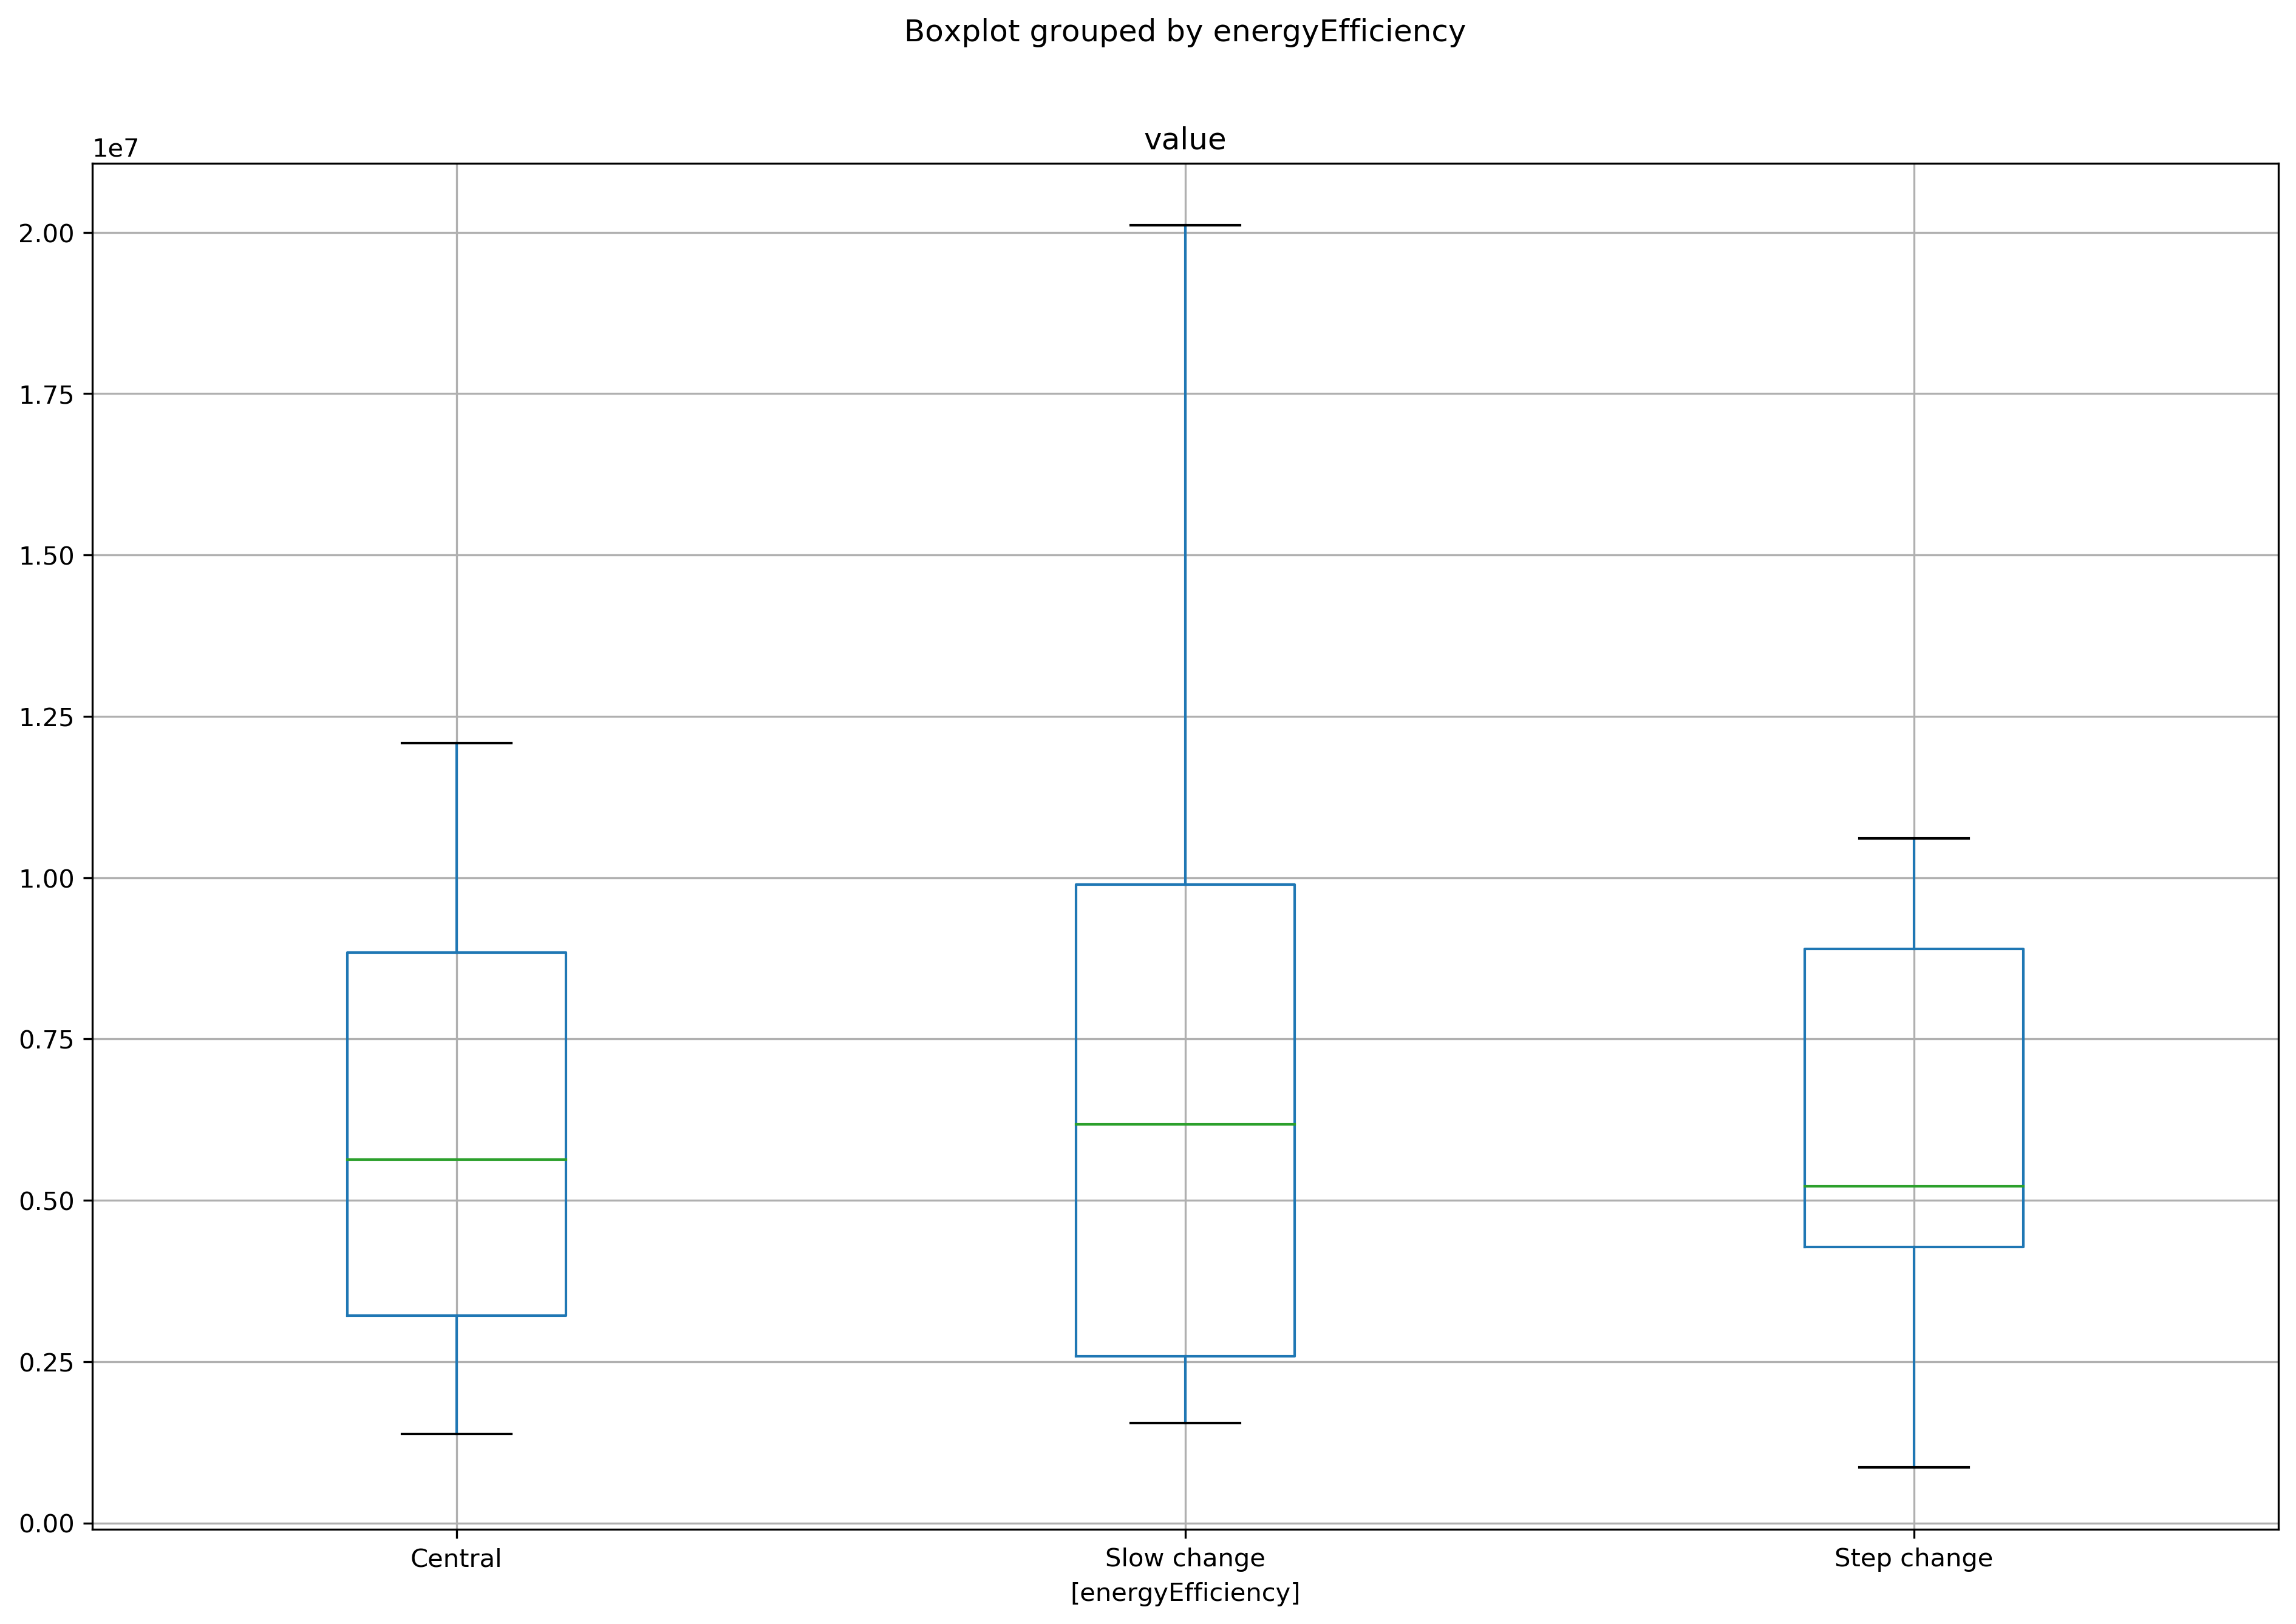 Boxplot grouped by energyEfficiency
value
1e7
2.00
1.75
1.50
1.25
1.00
0.75
0.50
0.25
0.00
Central
Slow change
Step change
[energyEfficiency]